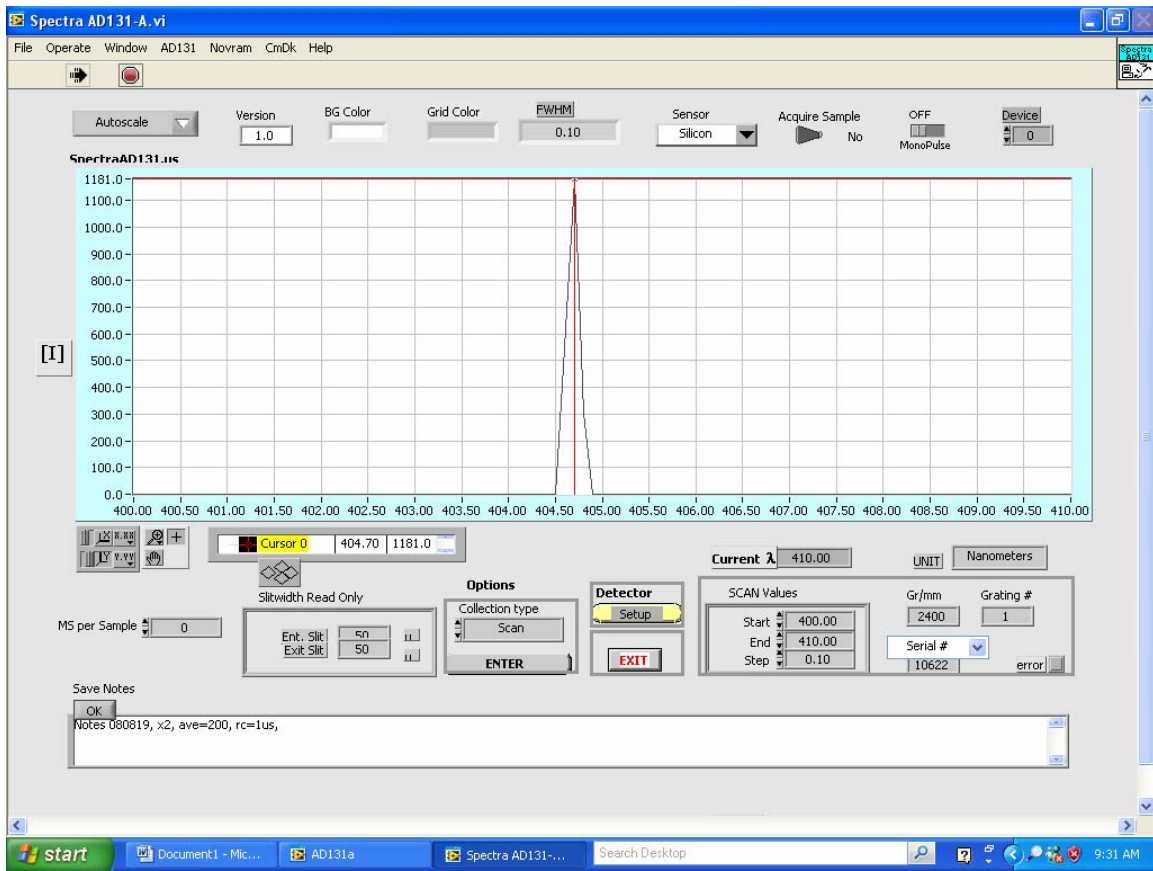 Spectra AD131-A.vi
File Operate Window AD131 Novram CmDk Help
Spectra
AD131
Autoscale
Version
1.0
BG Color
Grid Color
FWHM
0.10
Sensor
Silicon
Acquire Sample
No
OFF
MonoPulse
Device
0
SpectraAD131.us
1181.0
1100.0
1000.0
900.0
800.0
700.0
600.0
500.0
400.0
300.0
200.0
100.0
0.0
[I]
400.00 400.50 401.00 401.50 402.00 402.50 403.00 403.50 404.00 404.50 405.00 405.50 406.00 406.50 407.00 407.50 408.00 408.50 409.00 409.50 410.00
X 8.88
Y Y.YY
Cursor 0 404.70 1181.0
Current λ 410.00
UNIT Nanometers
MS per Sample 0
Slitwidth Read Only
Ent. Slit 50 u
Exit Slit 50 u
Options
Collection type
Scan
ENTER
Detector
Setup
EXIT
SCAN Values
Start 400.00
End 410.00
Step 0.10
Gr/mm
2400
Grating #
1
Serial #
10622
error
Save Notes
OK
Notes 080819, x2, ave=200, rc=1us,
start
Document1 - Mic...
AD131a
Spectra AD131-...
Search Desktop
9:31 AM